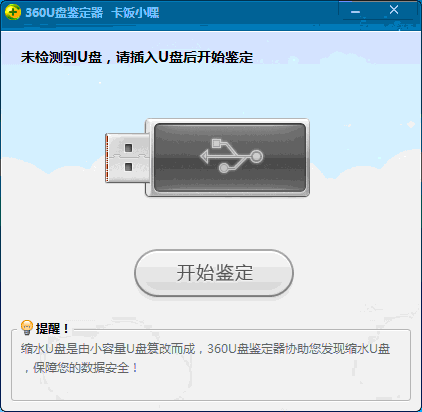 360U盘鉴定器 卡饭小嘿
未检测到U盘，请插入U盘后开始鉴定
开始鉴定
提醒！
缩水U盘是由小容量U盘篡改而成，360U盘鉴定器协助您发现缩水U盘
，保障您的数据安全！